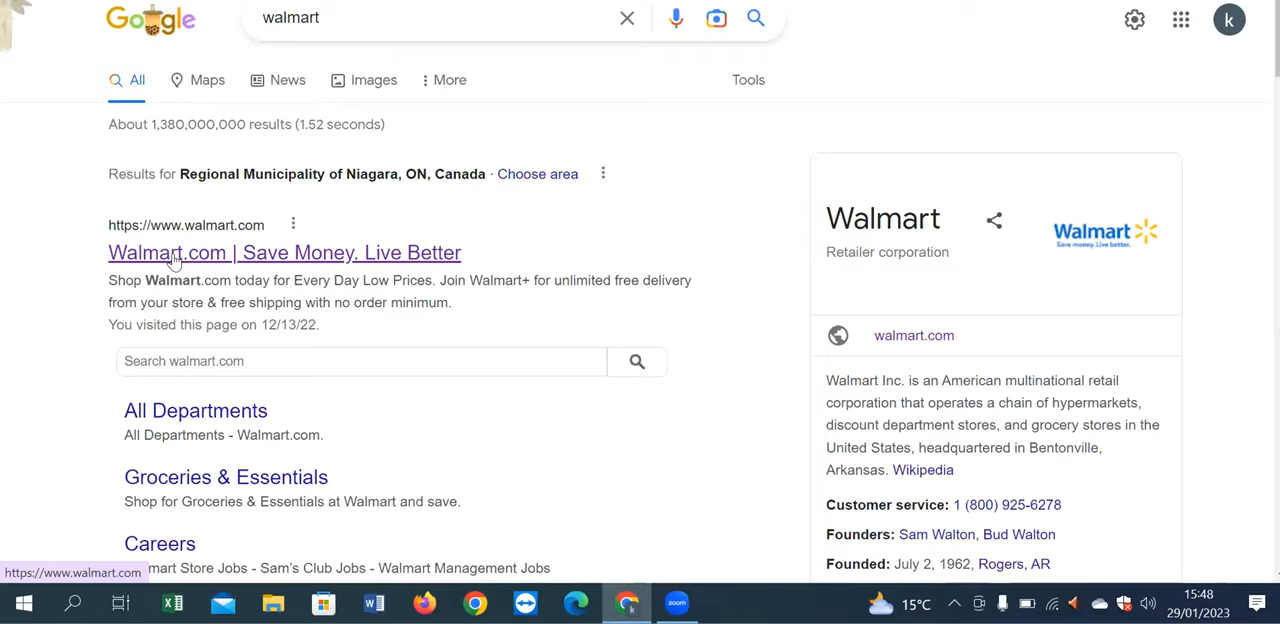 Google
walmart
k
All Maps News Images More Tools
About 1,380,000,000 results (1.52 seconds)
Results for Regional Municipality of Niagara, ON, Canada · Choose area
https://www.walmart.com
Walmart.com | Save Money. Live Better
Shop Walmart.com today for Every Day Low Prices. Join Walmart+ for unlimited free delivery
from your store & free shipping with no order minimum.
You visited this page on 12/13/22.
Search walmart.com
All Departments
All Departments - Walmart.com.
Groceries & Essentials
Shop for Groceries & Essentials at Walmart and save.
Careers
mart Store Jobs - Sam's Club Jobs - Walmart Management Jobs
https://www.walmart.com
Walmart
Retailer corporation
Walmart
Save money. Live better.
walmart.com
Walmart Inc. is an American multinational retail
corporation that operates a chain of hypermarkets,
discount department stores, and grocery stores in the
United States, headquartered in Bentonville,
Arkansas. Wikipedia
Customer service: 1 (800) 925-6278
Founders: Sam Walton, Bud Walton
Founded: July 2, 1962, Rogers, AR
zoom
15°C
15:48
29/01/2023